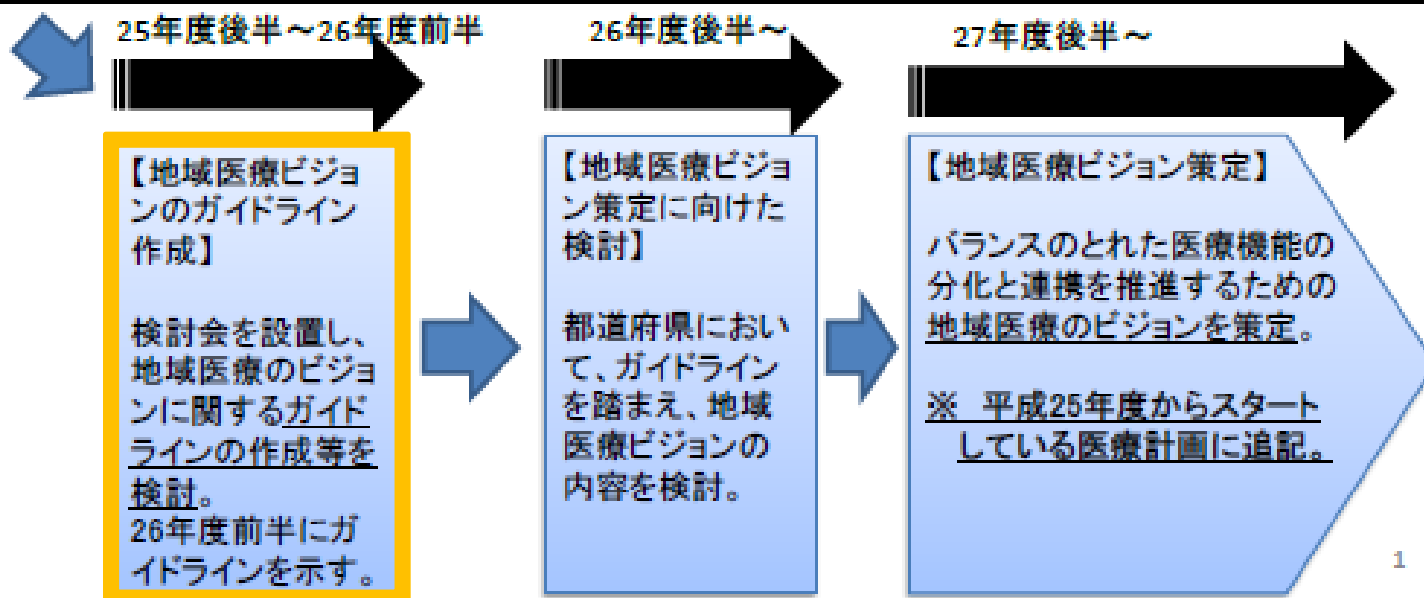 25年度後半～26年度前半
26年度後半～
27年度後半～
【地域医療ビジョ
ンのガイドライン
作成】
検討会を設置し、
地域医療のビジョ
ンに関するガイド
ラインの作成等を
検討。
26年度前半にガ
イドラインを示す。
【地域医療ビジョ
ン策定に向けた
検討】
都道府県におい
て、ガイドライン
を踏まえ、地域
医療ビジョンの
内容を検討。
【地域医療ビジョン策定】
バランスのとれた医療機能の
分化と連携を推進するための
地域医療のビジョンを策定。
※　平成25年度からスタート
している医療計画に追記。
1